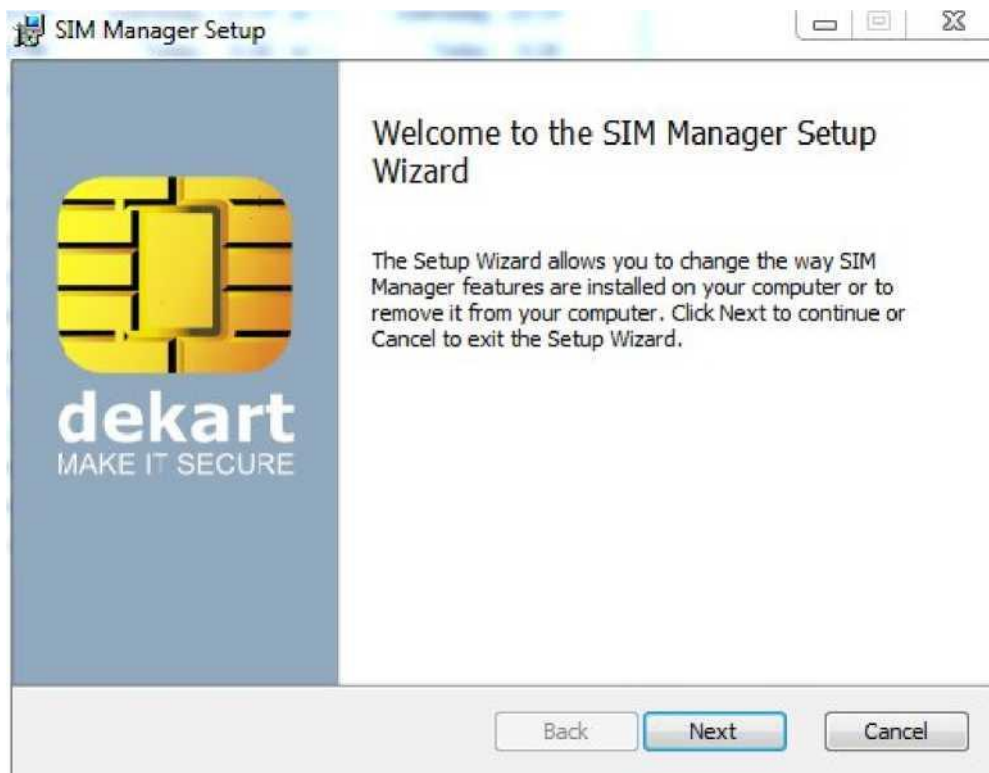 SIM Manager Setup
Welcome to the SIM Manager Setup
Wizard
The Setup Wizard allows you to change the way SIM
Manager features are installed on your computer or to
remove it from your computer. Click Next to continue or
Cancel to exit the Setup Wizard.
dekart
MAKE IT SECURE
Back
Next
Cancel